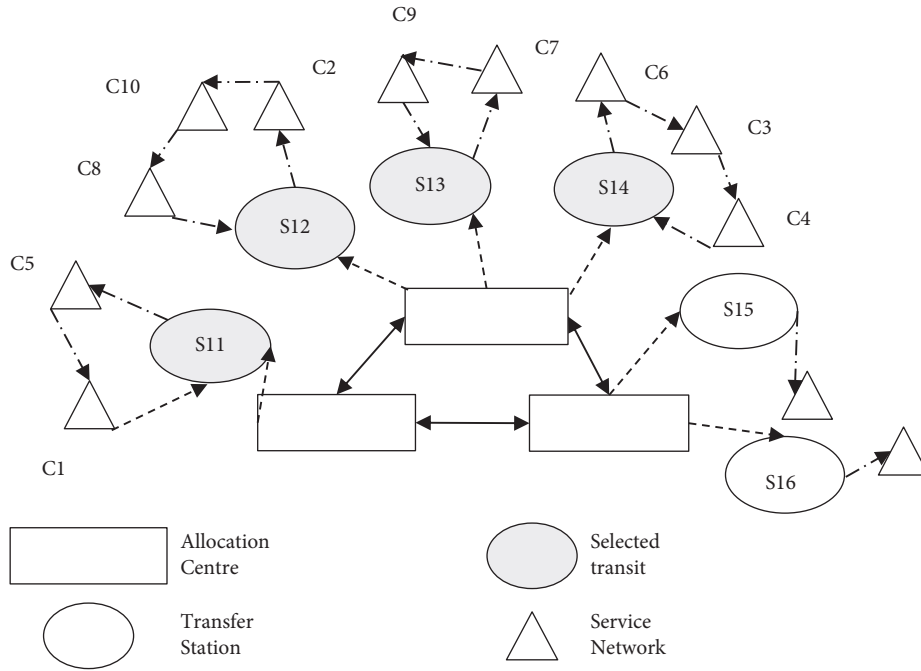 C9
C7
C10
C2
C6
C3
C8
S13
S14
C4
S12
C5
S15
S11
C1
S16
Allocation
Centre
Selected
transit
Transfer
Station
Service
Network